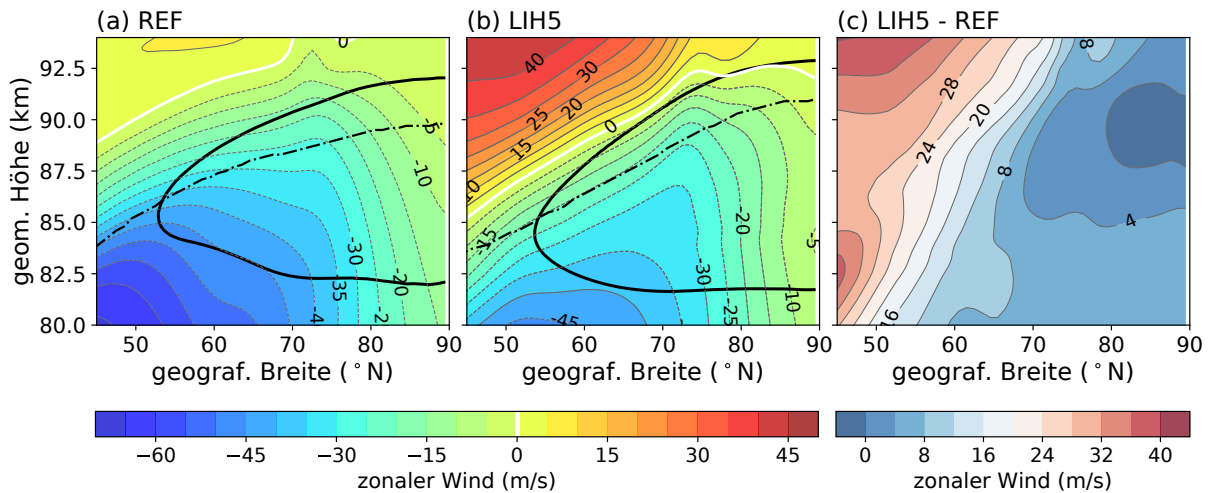 (a) REF
(b) LIH5
(c) LIH5 - REF
geom. Höhe (km)
92.5
90.0
87.5
85.0
82.5
80.0
0
-5
-10
-30
-20
-35
-4
-2
40
30
25
20
15
10
0
-15
-20
-5
-30
-10
-25
-45
8
28
20
24
8
4
16
50 60 70 80 90
50 60 70 80 90
50 60 70 80 90
geograf. Breite (°N)
geograf. Breite (°N)
geograf. Breite (°N)
−60 −45 −30 −15 0 15 30 45
zonaler Wind (m/s)
0 8 16 24 32 40
zonaler Wind (m/s)